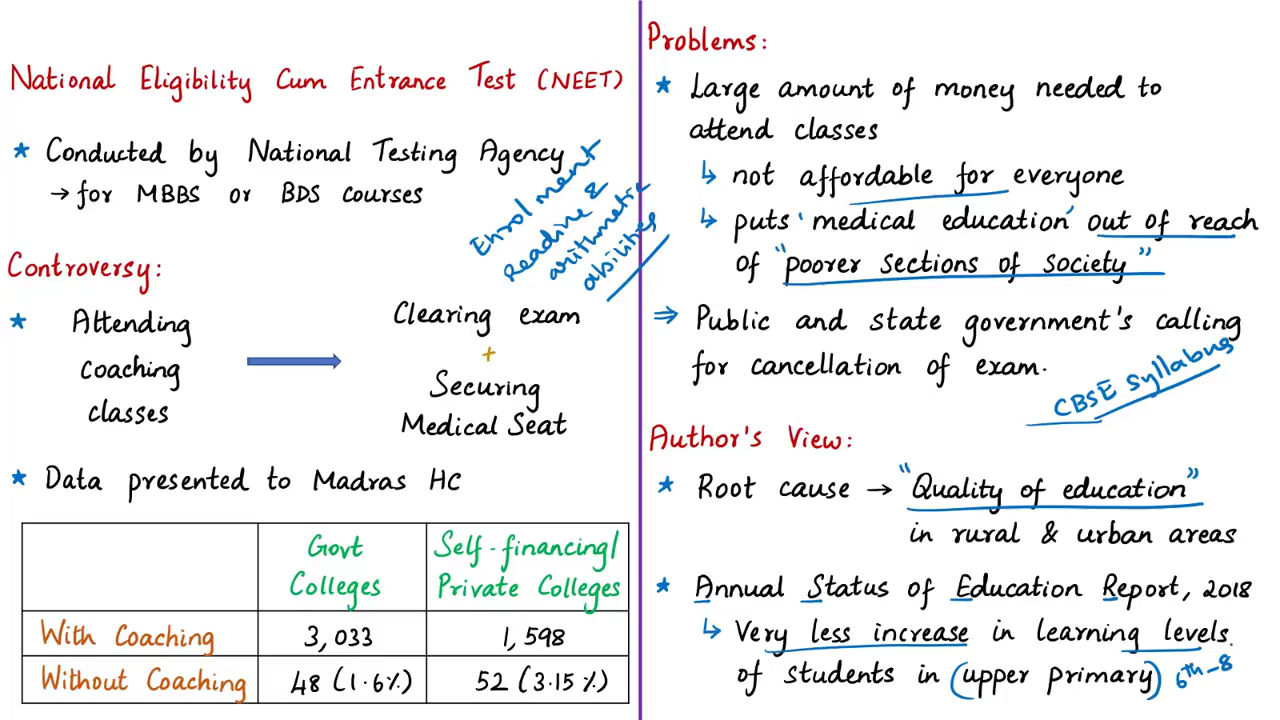 National Eligibility Cum Entrance Test (NEET)
* Conducted by National Testing Agency
→ for MBBS or BDS courses
Enrolment
Readine &
arithmetic
abilities
Controversy:
* Attending
coaching
classes
Clearing exam
+
Securing
Medical Seat
* Data presented to Madras HC
Govt
Colleges
Self-financing/
Private Colleges
With Coaching 3,033 1,598
Without Coaching 48 (1.6%) 52 (3.15%)
Problems:
* Large amount of money needed to
attend classes
↳ not affordable for everyone
↳ puts 'medical education' out of reach
of "poorer sections of society"
⇒ Public and state government's calling
for cancellation of exam.
CBSE Syllabus
Author's View:
* Root cause → "Quality of education"
in rural & urban areas
* Annual Status of Education Report, 2018
↳ Very less increase in learning levels
of students in (upper primary) 6th-8